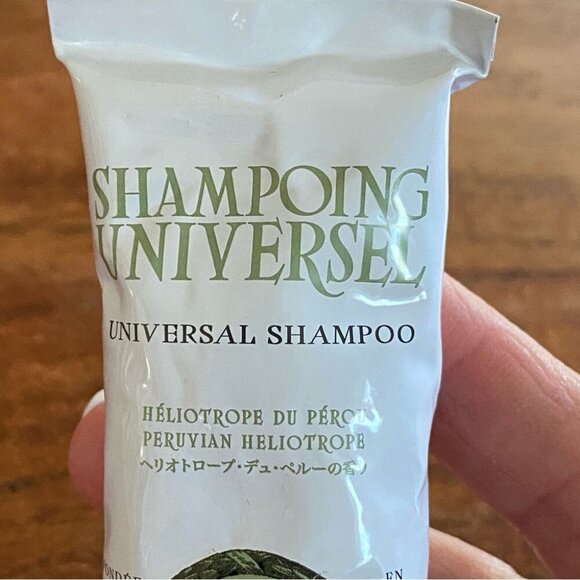 SHAMPOING
UNIVERSEL
UNIVERSAL SHAMPOO
HÉLIOTROPE DU PÉROU
PERUVIAN HELIOTROPE
ヘリオトロープ・デュ・ペルーの香り
EN